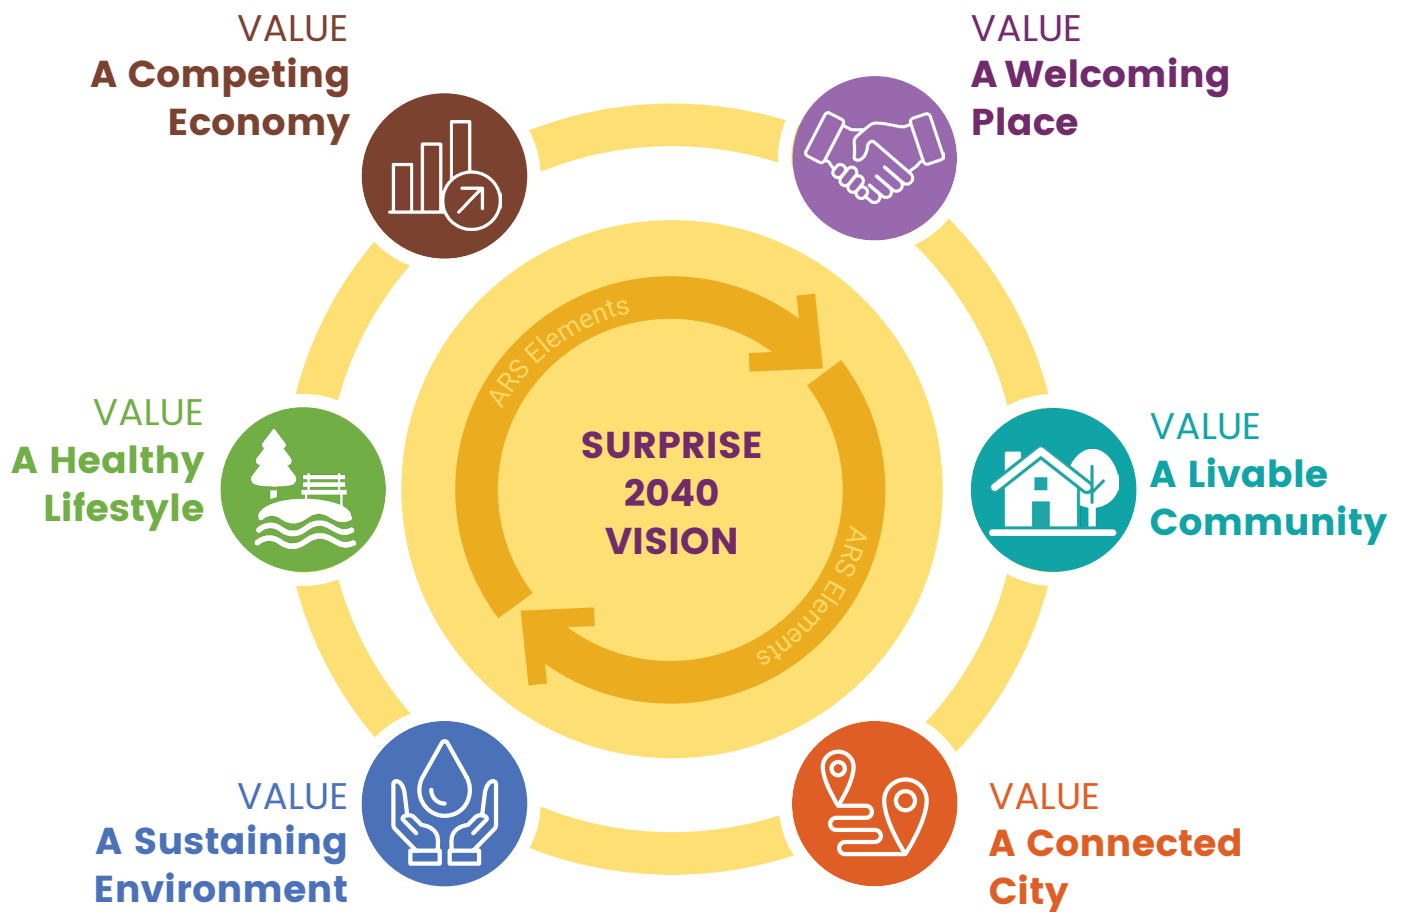 VALUE
A Competing
Economy
VALUE
A Welcoming
Place
ARS Elements
VALUE
A Healthy
Lifestyle
SURPRISE
2040
VISION
VALUE
A Livable
Community
ARS Elements
VALUE
A Sustaining
Environment
VALUE
A Connected
City